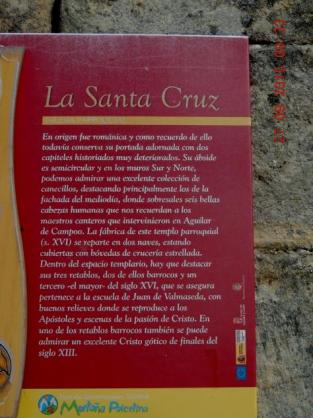 La Santa Cruz
En origen fue románica y como recuerdo de ello
todavía conserva su portada adornada con dos
capiteles historiados muy deteriorados. Su ábside
es semicircular y en los muros Sur y Norte,
podemos admirar una excelente colección de
canecillos, destacando principalmente los de la
fachada del mediodía, donde sobresales seis bellas
cabezas humanas que nos recuerdan a los
maestros canteros que intervinieron en Aguilar
de Campoo. La fábrica de este templo parroquial
(s. XVI) se reparte en dos naves, estando
cubiertas con bóvedas de crucería estrellada.
Dentro del espacio templario, hay que destacar
sus tres retablos, dos de ellos barrocos y un
tercero -el mayor- del siglo XVI, que se asegura
pertenece a la escuela de Juan de Valmaseda, con
buenos relieves donde se reproduce a los
Apóstoles y escenas de la pasión de Cristo. En
uno de los retablos barrocos también se puede
admirar un excelente Cristo gótico de finales del
siglo XIII.
Montaña Palentina